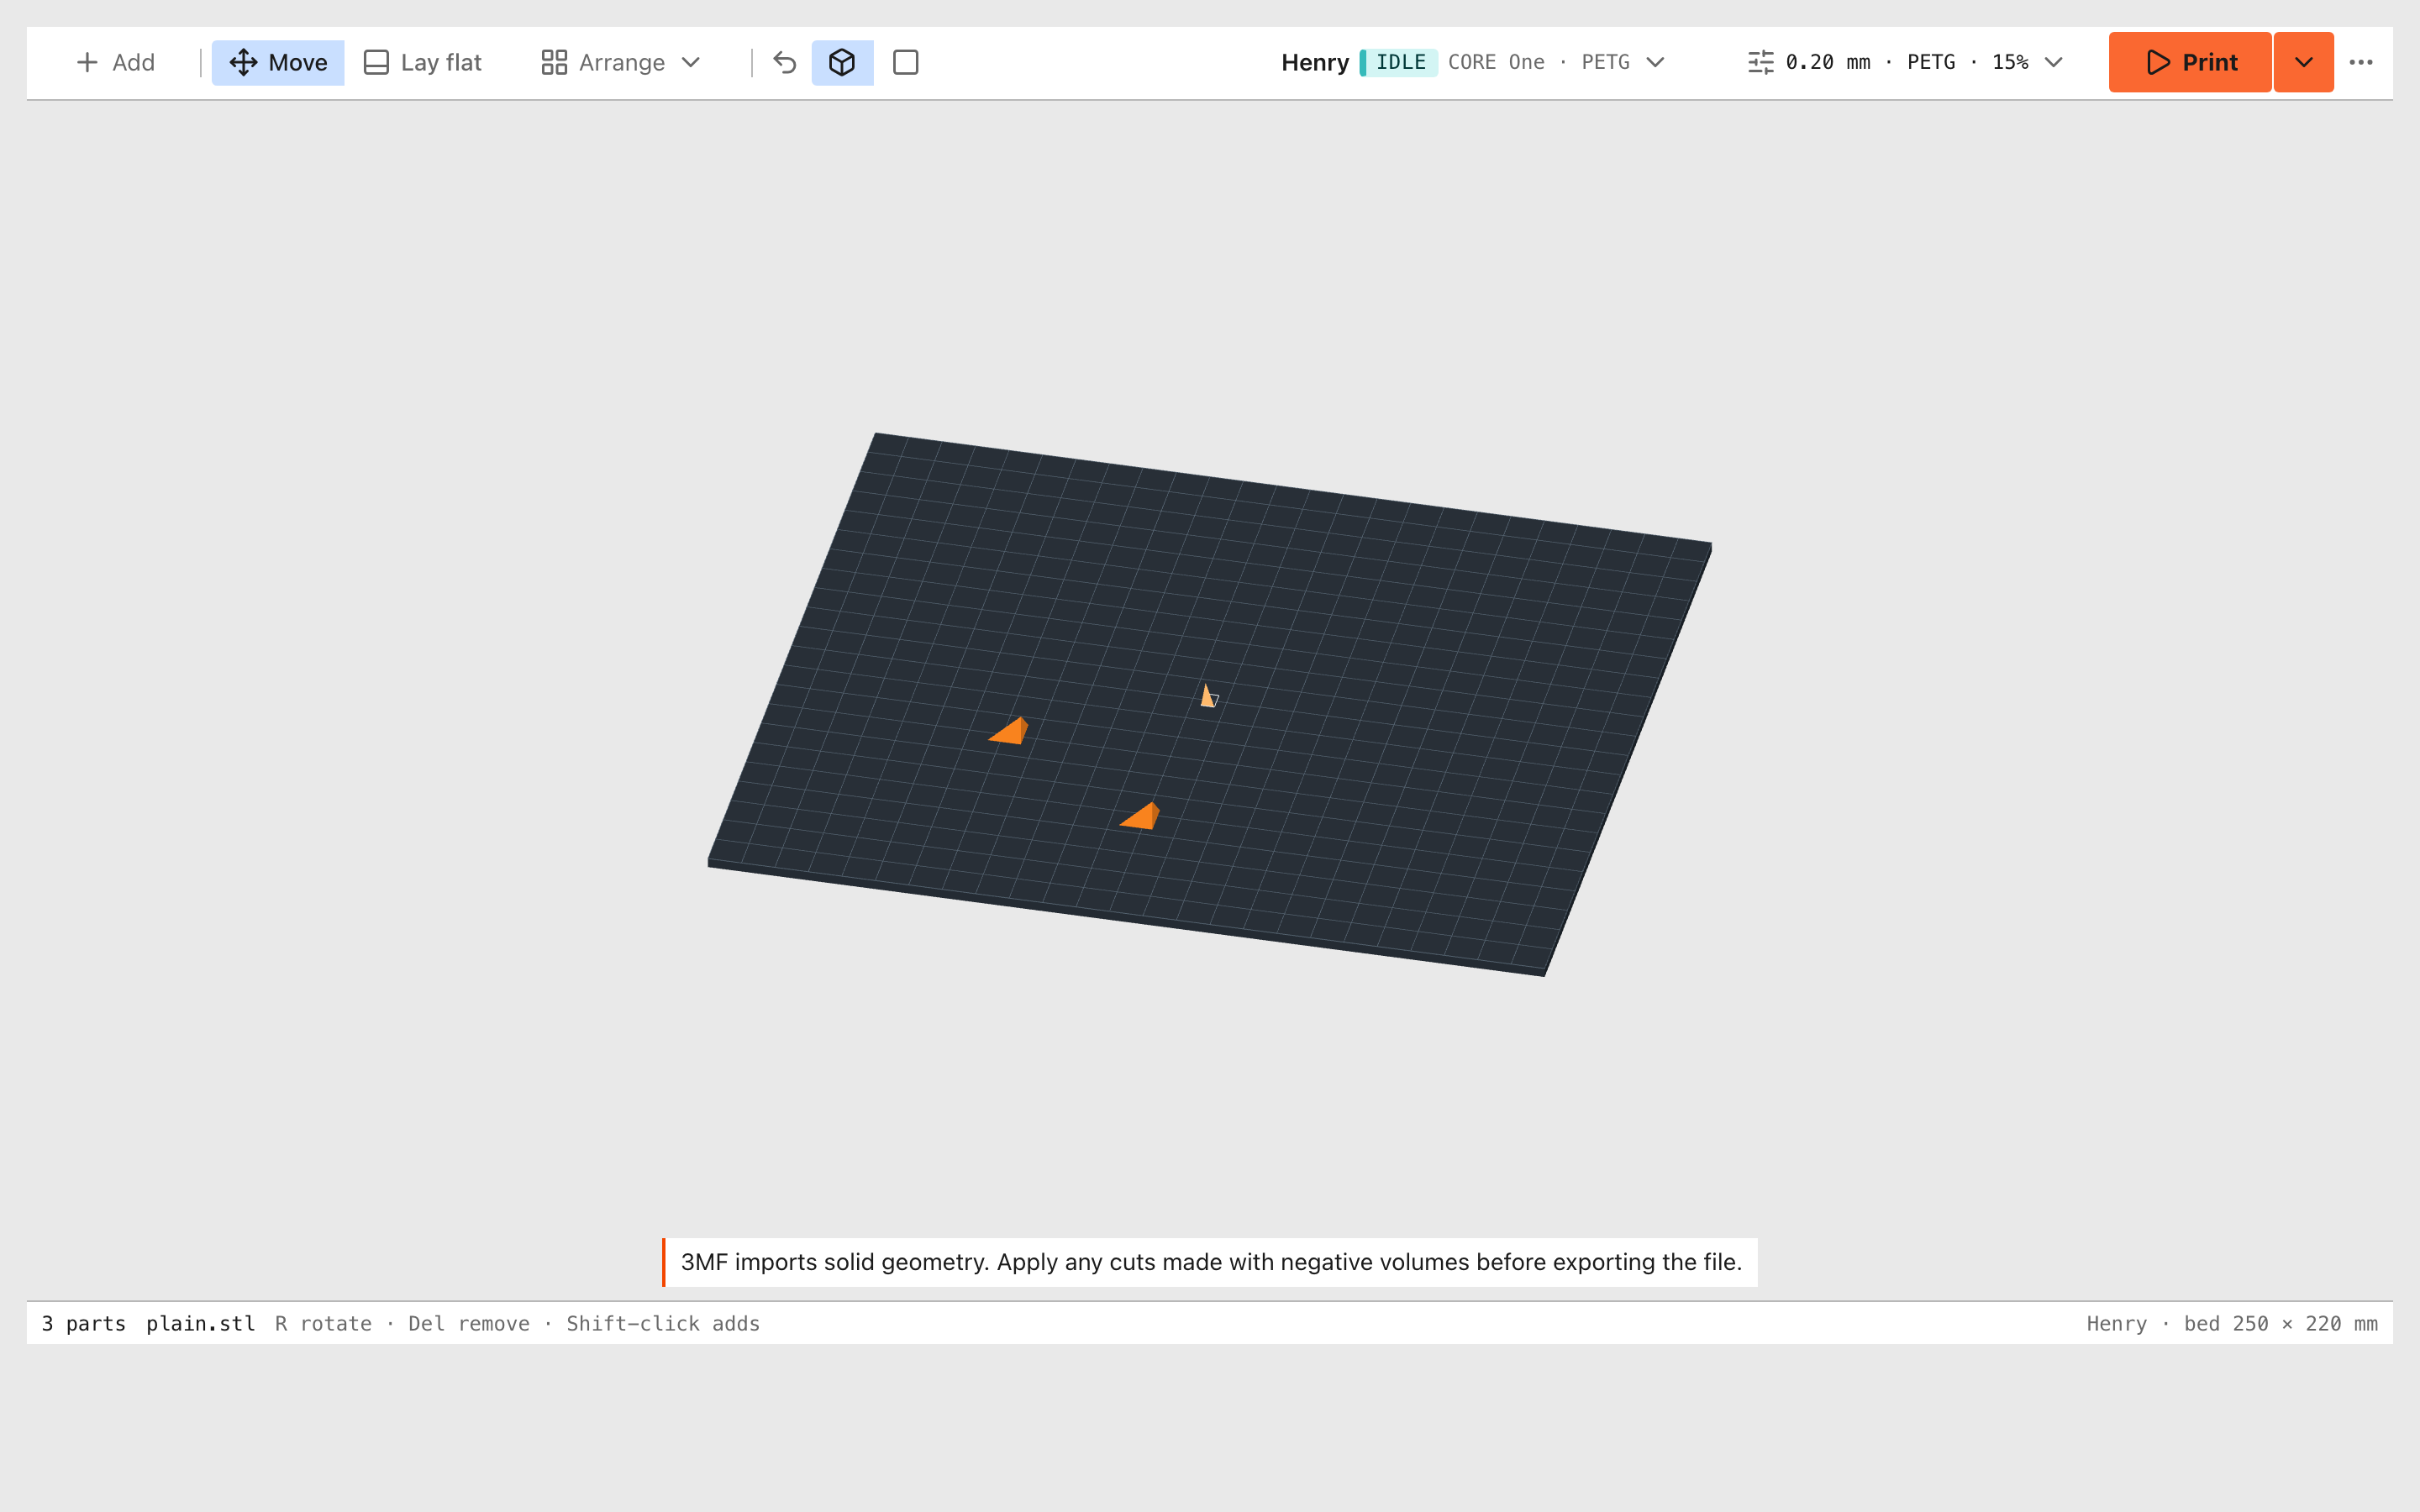 Add Move Lay flat Arrange Henry IDLE CORE One · PETG 0.20 mm · PETG · 15% Print
3MF imports solid geometry. Apply any cuts made with negative volumes before exporting the file.
3 parts plain.stl R rotate · Del remove · Shift-click adds Henry · bed 250 × 220 mm